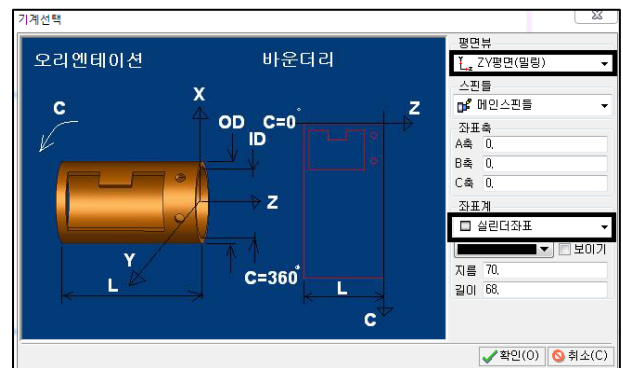 기계선택
오리엔테이션 바운더리
C
X
OD
ID
Z
Y
L
C=0°
Z
C=360°
L
C
평면뷰
ZY평면(밀링)
스핀들
메인스핀들
좌표축
A축 0,
B축 0,
C축 0,
좌표계
실린더좌표
보이기
지름 70,
길이 68,
확인(O) 취소(C)